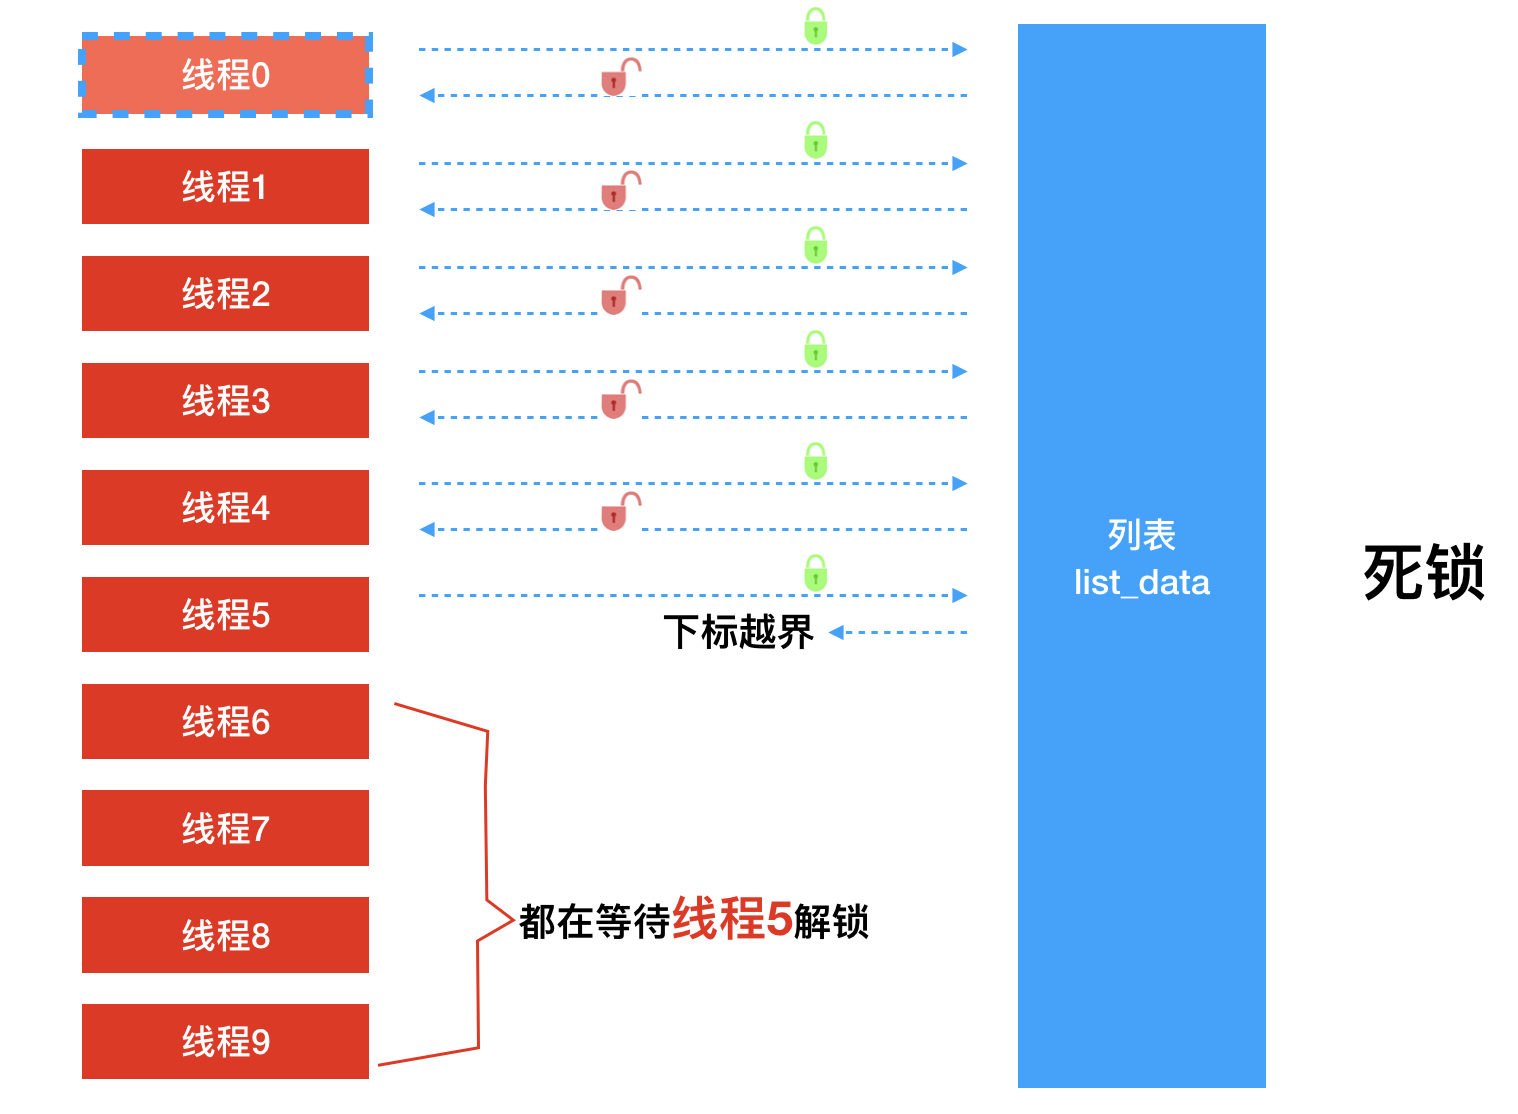 线程0
线程1
线程2
线程3
线程4
线程5
线程6
线程7
线程8
线程9
下标越界
都在等待线程5解锁
列表
list_data
死锁